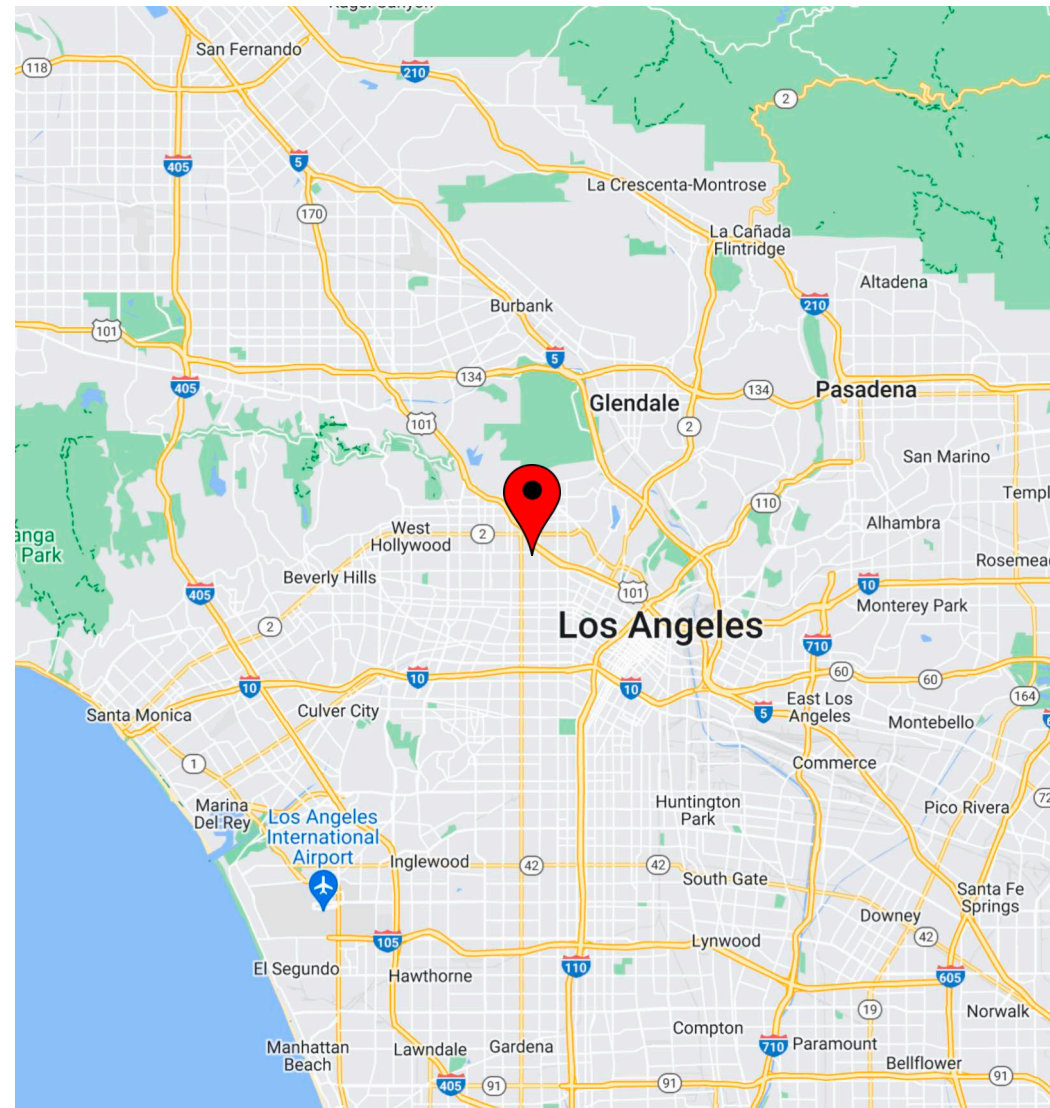 San Fernando
118
210
2
405
5
La Crescenta-Montrose
170
La Cañada
Flintridge
Altadena
Burbank
210
101
5
134
405
134
Pasadena
Glendale
101
2
San Marino
110
Templ
West
Hollywood
2
Alhambra
anga
Park
Rosemead
Beverly Hills
10
405
101
Monterey Park
2
Los Angeles
710
60
60
10
10
10
164
Santa Monica
Culver City
5
East Los
Angeles
Montebello
1
Commerce
Marina
Del Rey
Huntington
Park
Pico Rivera
72
Los Angeles
International
Airport
Inglewood
42
42
South Gate
Santa Fe
Springs
Downey
105
Lynwood
42
El Segundo
Hawthorne
110
605
19
Norwalk
Manhattan
Beach
Lawndale
Gardena
Compton
710
Paramount
Bellflower
405
91
91
91